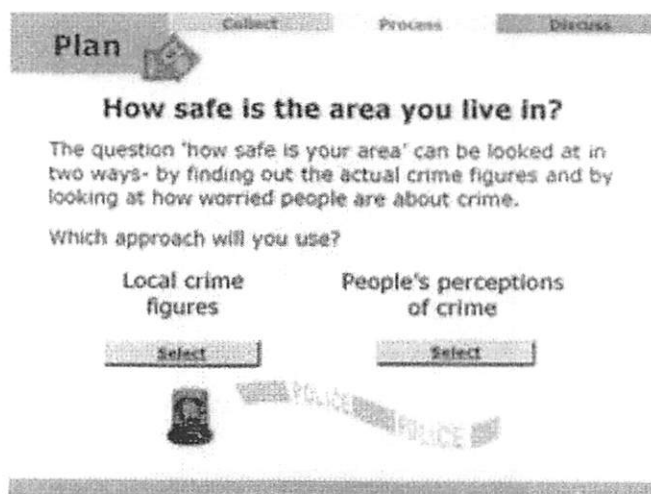 Collect Process Discuss
Plan
How safe is the area you live in?
The question 'how safe is your area' can be looked at in
two ways- by finding out the actual crime figures and by
looking at how worried people are about crime.
Which approach will you use?
Local crime
figures
People's perceptions
of crime
Select Select
POLICE POLICE